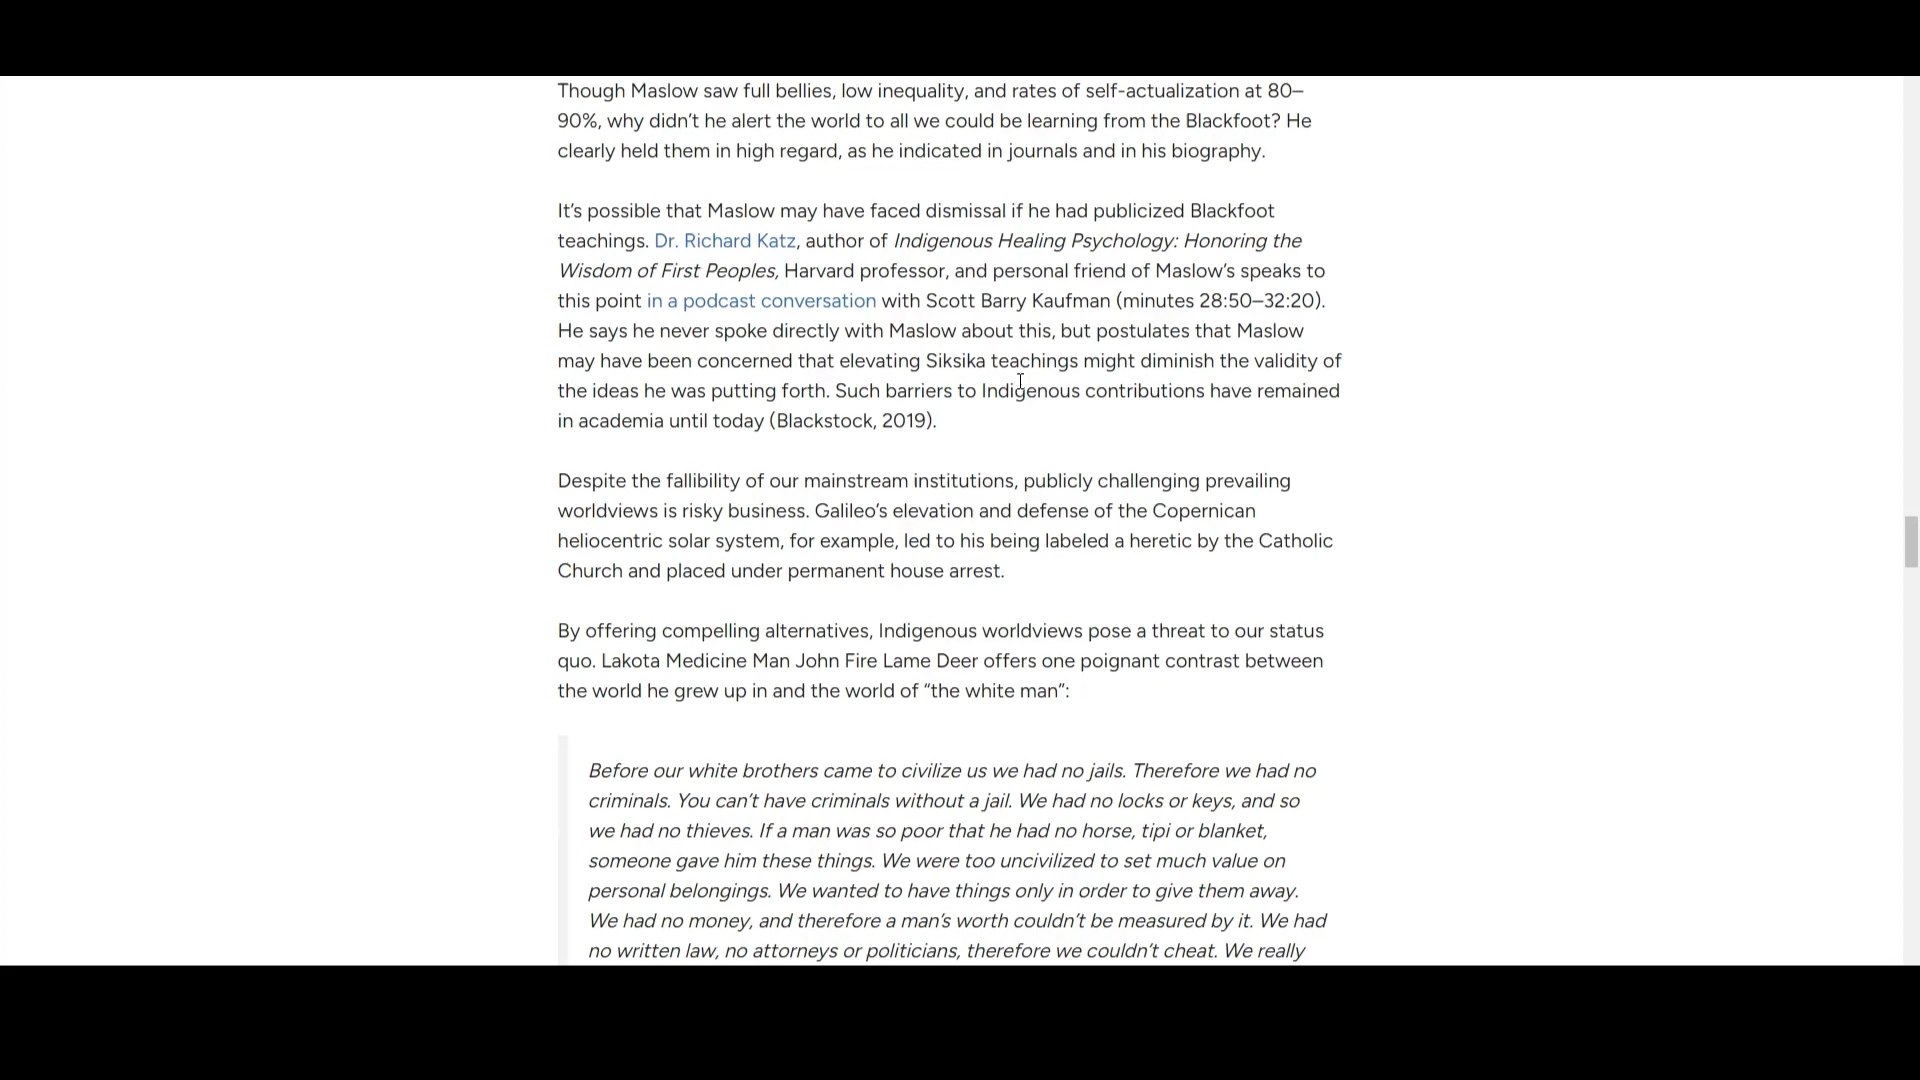 Though Maslow saw full bellies, low inequality, and rates of self-actualization at 80–
90%, why didn’t he alert the world to all we could be learning from the Blackfoot? He
clearly held them in high regard, as he indicated in journals and in his biography.
It’s possible that Maslow may have faced dismissal if he had publicized Blackfoot
teachings. Dr. Richard Katz, author of Indigenous Healing Psychology: Honoring the
Wisdom of First Peoples, Harvard professor, and personal friend of Maslow’s speaks to
this point in a podcast conversation with Scott Barry Kaufman (minutes 28:50–32:20).
He says he never spoke directly with Maslow about this, but postulates that Maslow
may have been concerned that elevating Siksika teachings might diminish the validity of
the ideas he was putting forth. Such barriers to Indigenous contributions have remained
in academia until today (Blackstock, 2019).
Despite the fallibility of our mainstream institutions, publicly challenging prevailing
worldviews is risky business. Galileo’s elevation and defense of the Copernican
heliocentric solar system, for example, led to his being labeled a heretic by the Catholic
Church and placed under permanent house arrest.
By offering compelling alternatives, Indigenous worldviews pose a threat to our status
quo. Lakota Medicine Man John Fire Lame Deer offers one poignant contrast between
the world he grew up in and the world of “the white man”:
Before our white brothers came to civilize us we had no jails. Therefore we had no
criminals. You can’t have criminals without a jail. We had no locks or keys, and so
we had no thieves. If a man was so poor that he had no horse, tipi or blanket,
someone gave him these things. We were too uncivilized to set much value on
personal belongings. We wanted to have things only in order to give them away.
We had no money, and therefore a man’s worth couldn’t be measured by it. We had
no written law, no attorneys or politicians, therefore we couldn’t cheat. We really